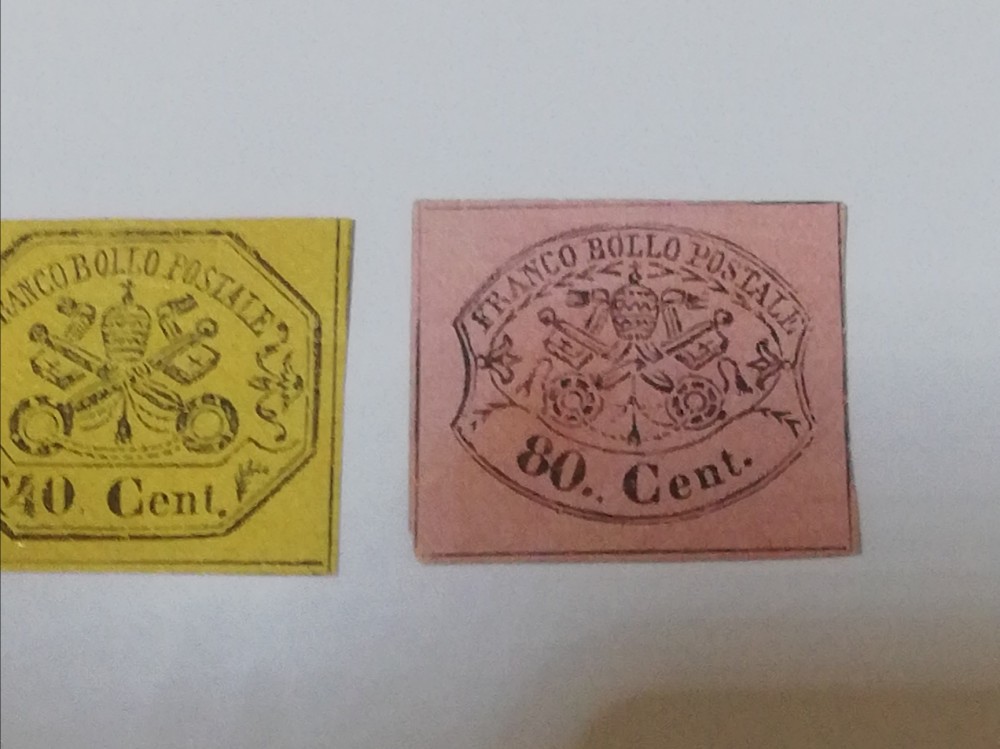 FRANCO BOLLO POSTALE
40 Cent.
FRANCO BOLLO POSTALE
80.. Cent.